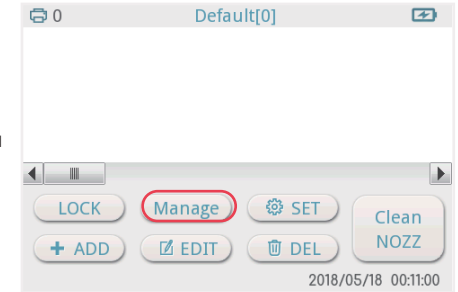 0 Default[0]
LOCK Manage SET Clean NOZZ
+ ADD EDIT DEL
2018/05/18 00:11:00